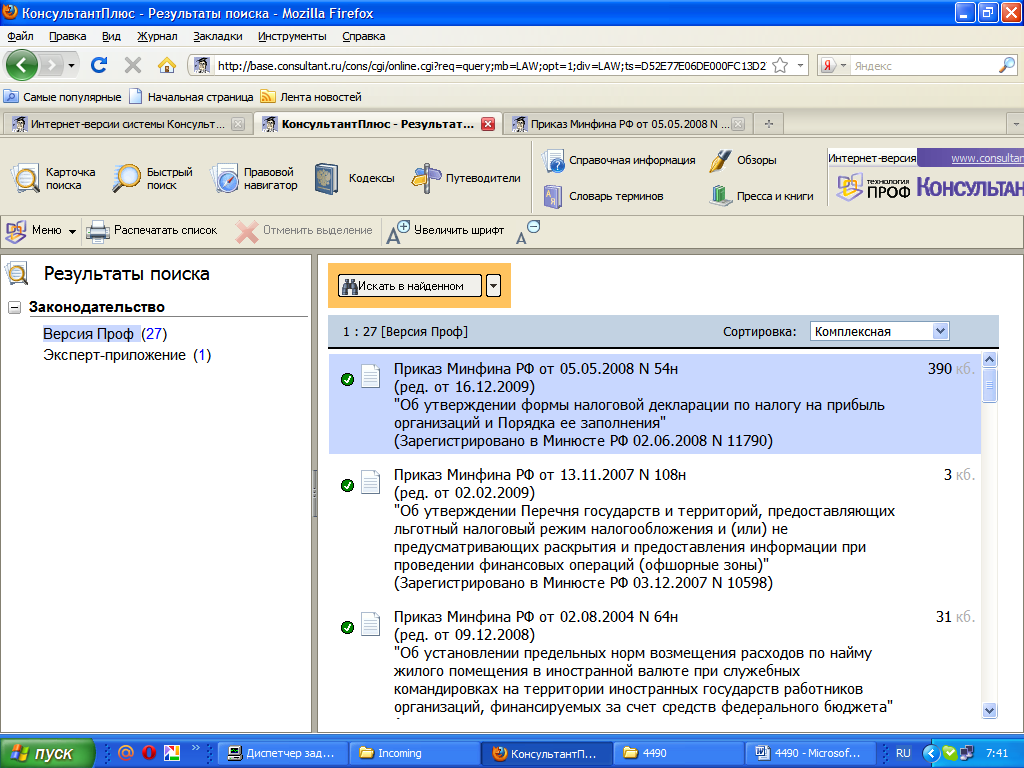 КонсультантПлюс - Результаты поиска - Mozilla Firefox
Файл Правка Вид Журнал Закладки Инструменты Справка
http://base.consultant.ru/cons/cgi/online.cgi?req=query;mb=LAW;opt=1;div=LAW;ts=D52E77E06DE000FC13D2
Я Яндекс
Самые популярные Начальная страница Лента новостей
Интернет-версии системы Консульт... КонсультантПлюс - Результат... Приказ Минфина РФ от 05.05.2008 N ...
Карточка поиска
Быстрый поиск
Правовой навигатор
Кодексы
Путеводители
Справочная информация
Словарь терминов
Обзоры
Пресса и книги
Интернет-версия www.consultan
технология ПРОФ Консультан
Меню Распечатать список Отменить выделение Увеличить шрифт
Результаты поиска
Законодательство
Версия Проф (27)
Эксперт-приложение (1)
Искать в найденном
1 : 27 [Версия Проф] Сортировка: Комплексная
Приказ Минфина РФ от 05.05.2008 N 54н 390 кб.
(ред. от 16.12.2009)
"Об утверждении формы налоговой декларации по налогу на прибыль
организаций и Порядка ее заполнения"
(Зарегистрировано в Минюсте РФ 02.06.2008 N 11790)
Приказ Минфина РФ от 13.11.2007 N 108н 3 кб.
(ред. от 02.02.2009)
"Об утверждении Перечня государств и территорий, предоставляющих
льготный налоговый режим налогообложения и (или) не
предусматривающих раскрытия и предоставления информации при
проведении финансовых операций (офшорные зоны)"
(Зарегистрировано в Минюсте РФ 03.12.2007 N 10598)
Приказ Минфина РФ от 02.08.2004 N 64н 31 кб.
(ред. от 09.12.2008)
"Об установлении предельных норм возмещения расходов по найму
жилого помещения в иностранной валюте при служебных
командировках на территории иностранных государств работников
организаций, финансируемых за счет средств федерального бюджета"
пуск Диспетчер зад... Incoming КонсультантП... 4490 4490 - Microsof... RU 7:41